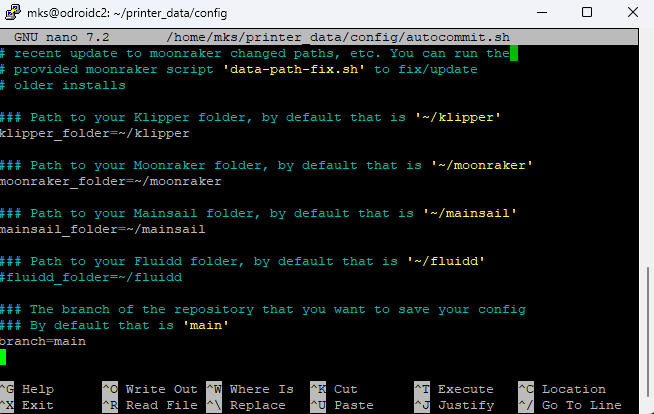 mks@odroidc2: ~/printer_data/config
GNU nano 7.2 /home/mks/printer_data/config/autocommit.sh
# recent update to moonraker changed paths, etc. You can run the
# provided moonraker script 'data-path-fix.sh' to fix/update
# older installs
### Path to your Klipper folder, by default that is '~/klipper'
klipper_folder=~/klipper
### Path to your Moonraker folder, by default that is '~/moonraker'
moonraker_folder=~/moonraker
### Path to your Mainsail folder, by default that is '~/mainsail'
mainsail_folder=~/mainsail
### Path to your Fluidd folder, by default that is '~/fluidd'
#fluidd_folder=~/fluidd
### The branch of the repository that you want to save your config
### By default that is 'main'
branch=main
^G Help ^O Write Out ^W Where Is ^K Cut ^T Execute ^C Location
^X Exit ^R Read File ^\ Replace ^U Paste ^J Justify ^/ Go To Line